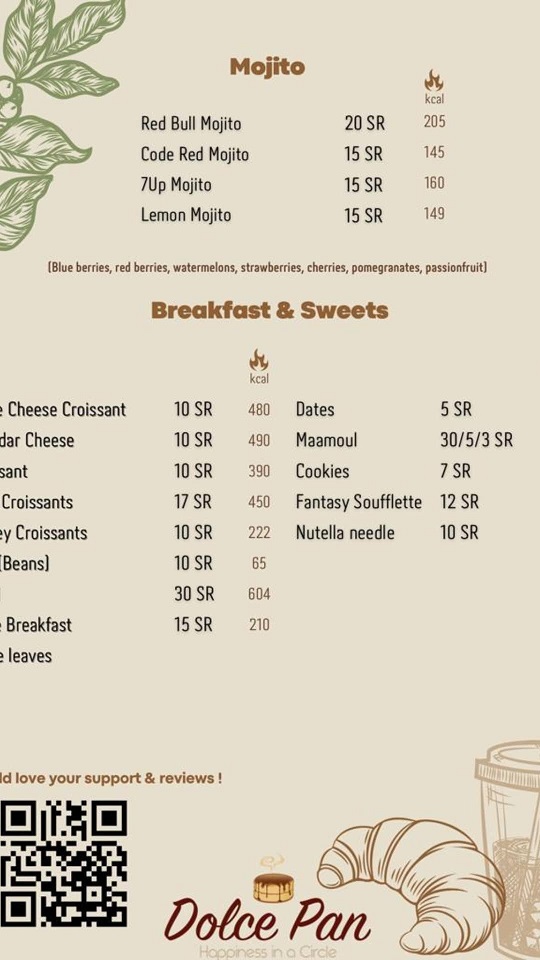 Mojito
kcal
Red Bull Mojito 20 SR 205
Code Red Mojito 15 SR 145
7Up Mojito 15 SR 160
Lemon Mojito 15 SR 149
(Blue berries, red berries, watermelons, strawberries, cherries, pomegranates, passionfruit)
Breakfast & Sweets
kcal
e Cheese Croissant 10 SR 480 Dates 5 SR
dar Cheese 10 SR 490 Maamoul 30/5/3 SR
sant 10 SR 390 Cookies 7 SR
Croissants 17 SR 450 Fantasy Soufflette 12 SR
ey Croissants 10 SR 222 Nutella needle 10 SR
(Beans) 10 SR 65
30 SR 604
e Breakfast 15 SR 210
e leaves
ld love your support & reviews !
Dolce Pan
Happiness in a Circle